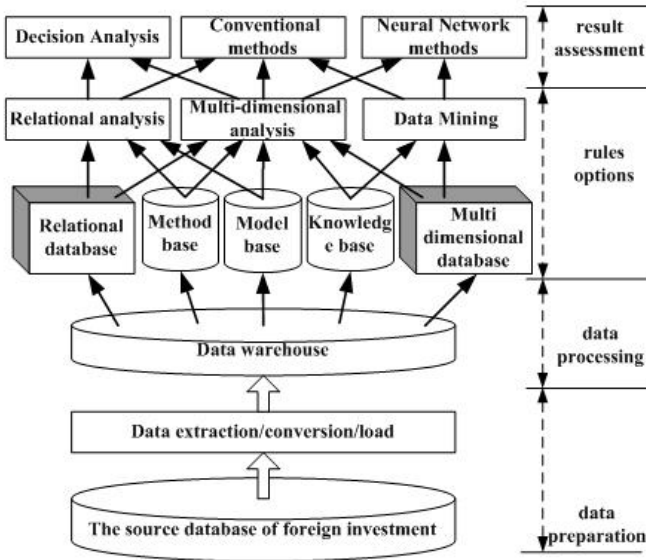 Decision Analysis
Conventional
methods
Neural Network
methods
result
assessment
Relational analysis
Multi-dimensional
analysis
Data Mining
rules
options
Relational
database
Method
base
Model
base
Knowledg
e base
Multi
dimensional
database
Data warehouse
data
processing
Data extraction/conversion/load
The source database of foreign investment
data
preparation